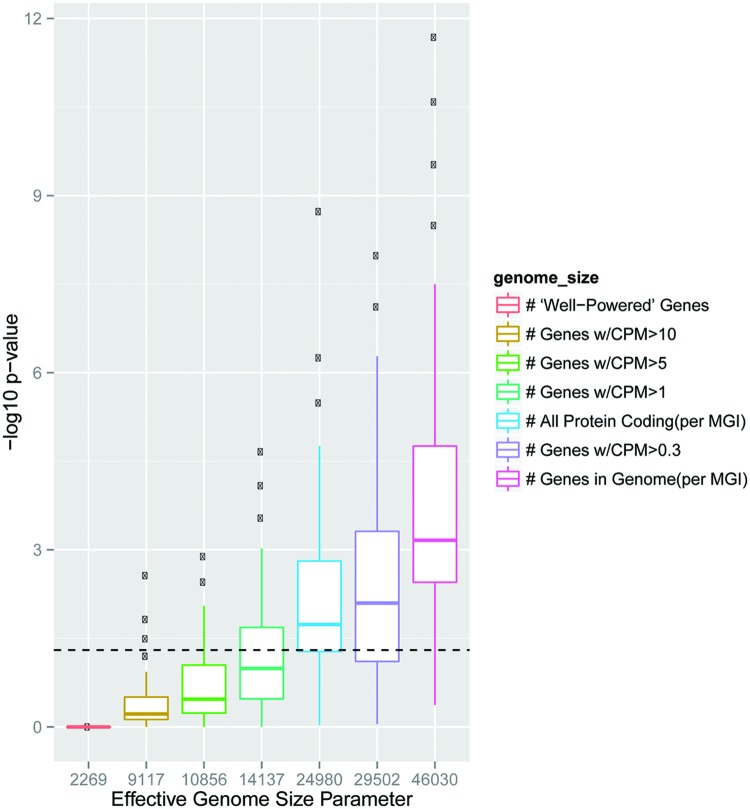 12
9
6
3
0
−log10 p−value
2269 9117 10856 14137 24980 29502 46030
Effective Genome Size Parameter
genome_size
# ‘Well−Powered’ Genes
# Genes w/CPM>10
# Genes w/CPM>5
# Genes w/CPM>1
# All Protein Coding(per MGI)
# Genes w/CPM>0.3
# Genes in Genome(per MGI)